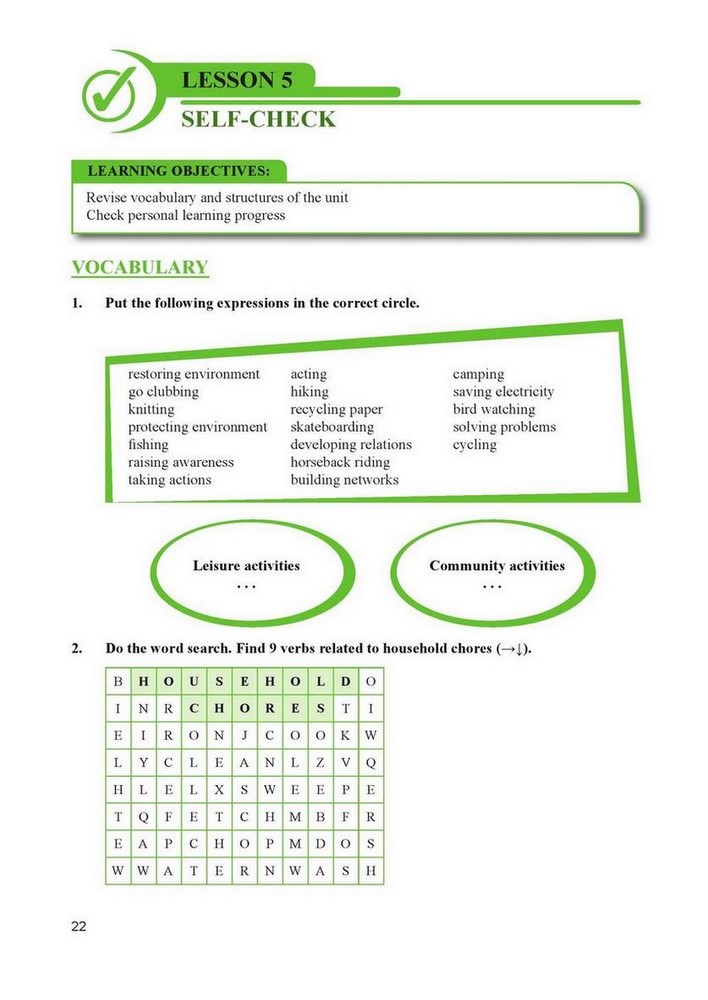 LESSON 5
SELF-CHECK
LEARNING OBJECTIVES:
Revise vocabulary and structures of the unit
Check personal learning progress
VOCABULARY
1. Put the following expressions in the correct circle.
restoring environment acting camping
go clubbing hiking saving electricity
knitting recycling paper bird watching
protecting environment skateboarding solving problems
fishing developing relations cycling
raising awareness horseback riding
taking actions building networks
Leisure activities Community activities
... ...
2. Do the word search. Find 9 verbs related to household chores (→↓).
B H O U S E H O L D O
I N R C H O R E S T I
E I R O N J C O O K W
L Y C L E A N L Z V Q
H L E L X S W E E P E
T Q F E T C H M B F R
E A P C H O P M D O S
W W A T E R N W A S H
22